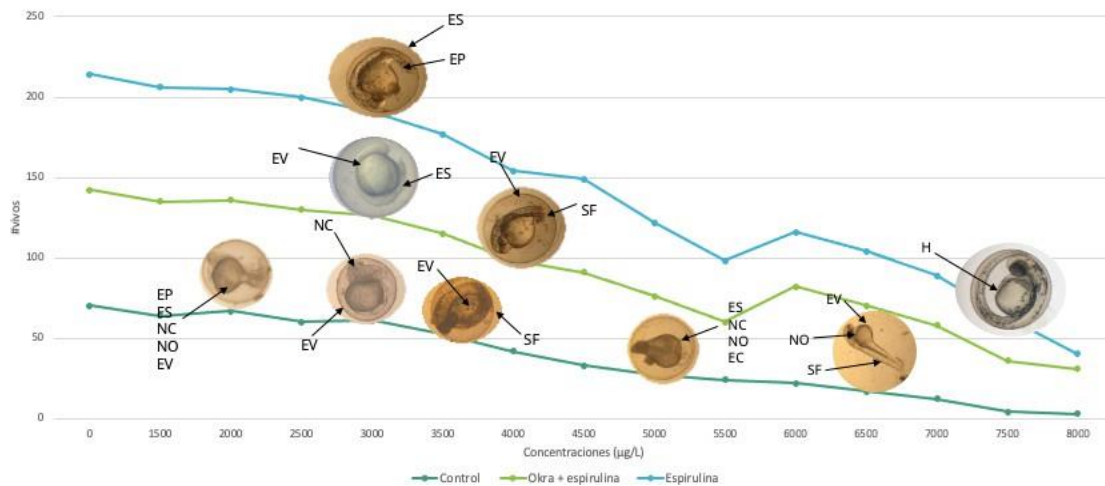 250
200
150
100
50
0
#vivos
ES
EP
EV
ES
NC
EV
EV
SF
EP
ES
NC
NO
EV
EV
SF
ES
NC
NO
EC
EV
NO
SF
H
0 1500 2000 2500 3000 3500 4000 4500 5000 5500 6000 6500 7000 7500 8000
Concentraciones (µg/L)
Control Okra + espirulina Espirulina